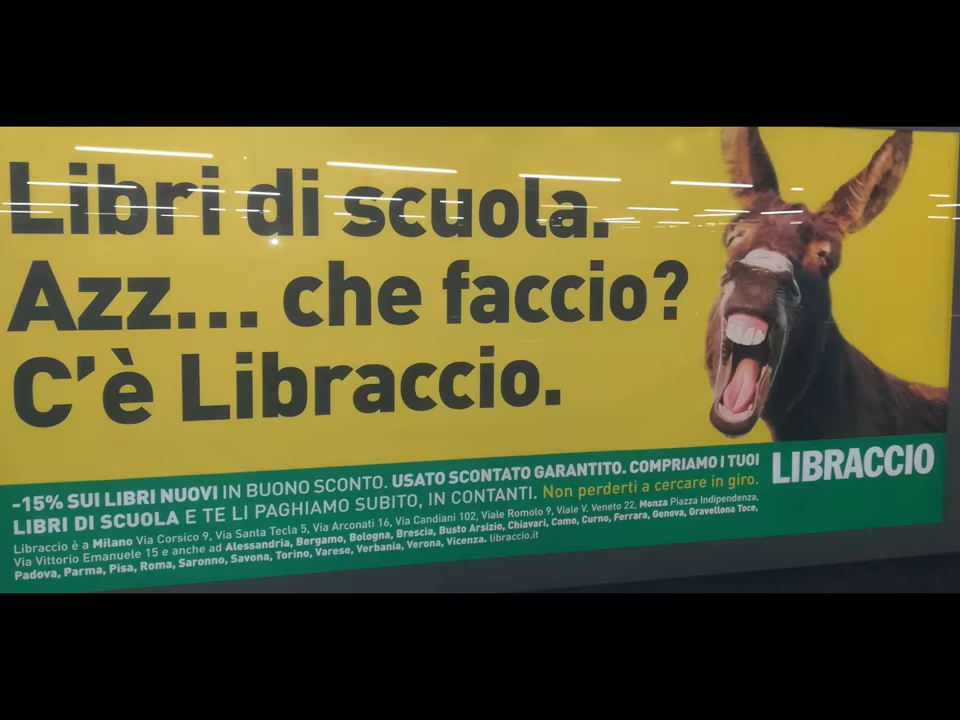 Libri di scuola.
Azz... che faccio?
C'è Libraccio.
-15% SUI LIBRI NUOVI IN BUONO SCONTO. USATO SCONTATO GARANTITO. COMPRIAMO I TUOI
LIBRI DI SCUOLA E TE LI PAGHIAMO SUBITO, IN CONTANTI. Non perderti a cercare in giro.
LIBRACCIO
Libraccio è a Milano Via Corsico 9, Via Santa Tecla 5, Via Arconati 16, Via Candiani 102, Viale Romolo 9, Viale V. Veneto 22, Monza Piazza Indipendenza,
Via Vittorio Emanuele 15 e anche ad Alessandria, Bergamo, Bologna, Brescia, Busto Arsizio, Chiavari, Como, Curno, Ferrara, Genova, Gravellona Toce,
Padova, Parma, Pisa, Roma, Saronno, Savona, Torino, Varese, Verbania, Verona, Vicenza. libraccio.it